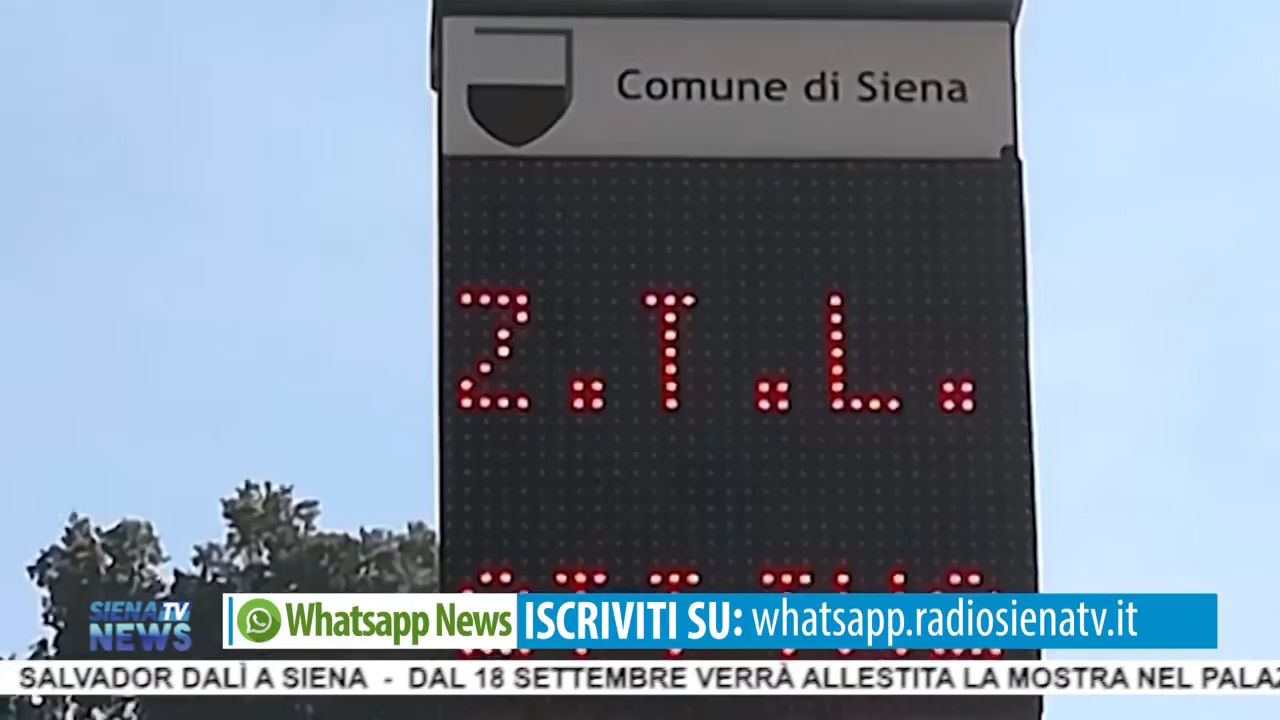 Comune di Siena
Z.T.L.
SIENA TV
NEWS
Whatsapp News
ISCRIVITI SU: whatsapp.radiosienatv.it
SALVADOR DALÌ A SIENA - DAL 18 SETTEMBRE VERRÀ ALLESTITA LA MOSTRA NEL